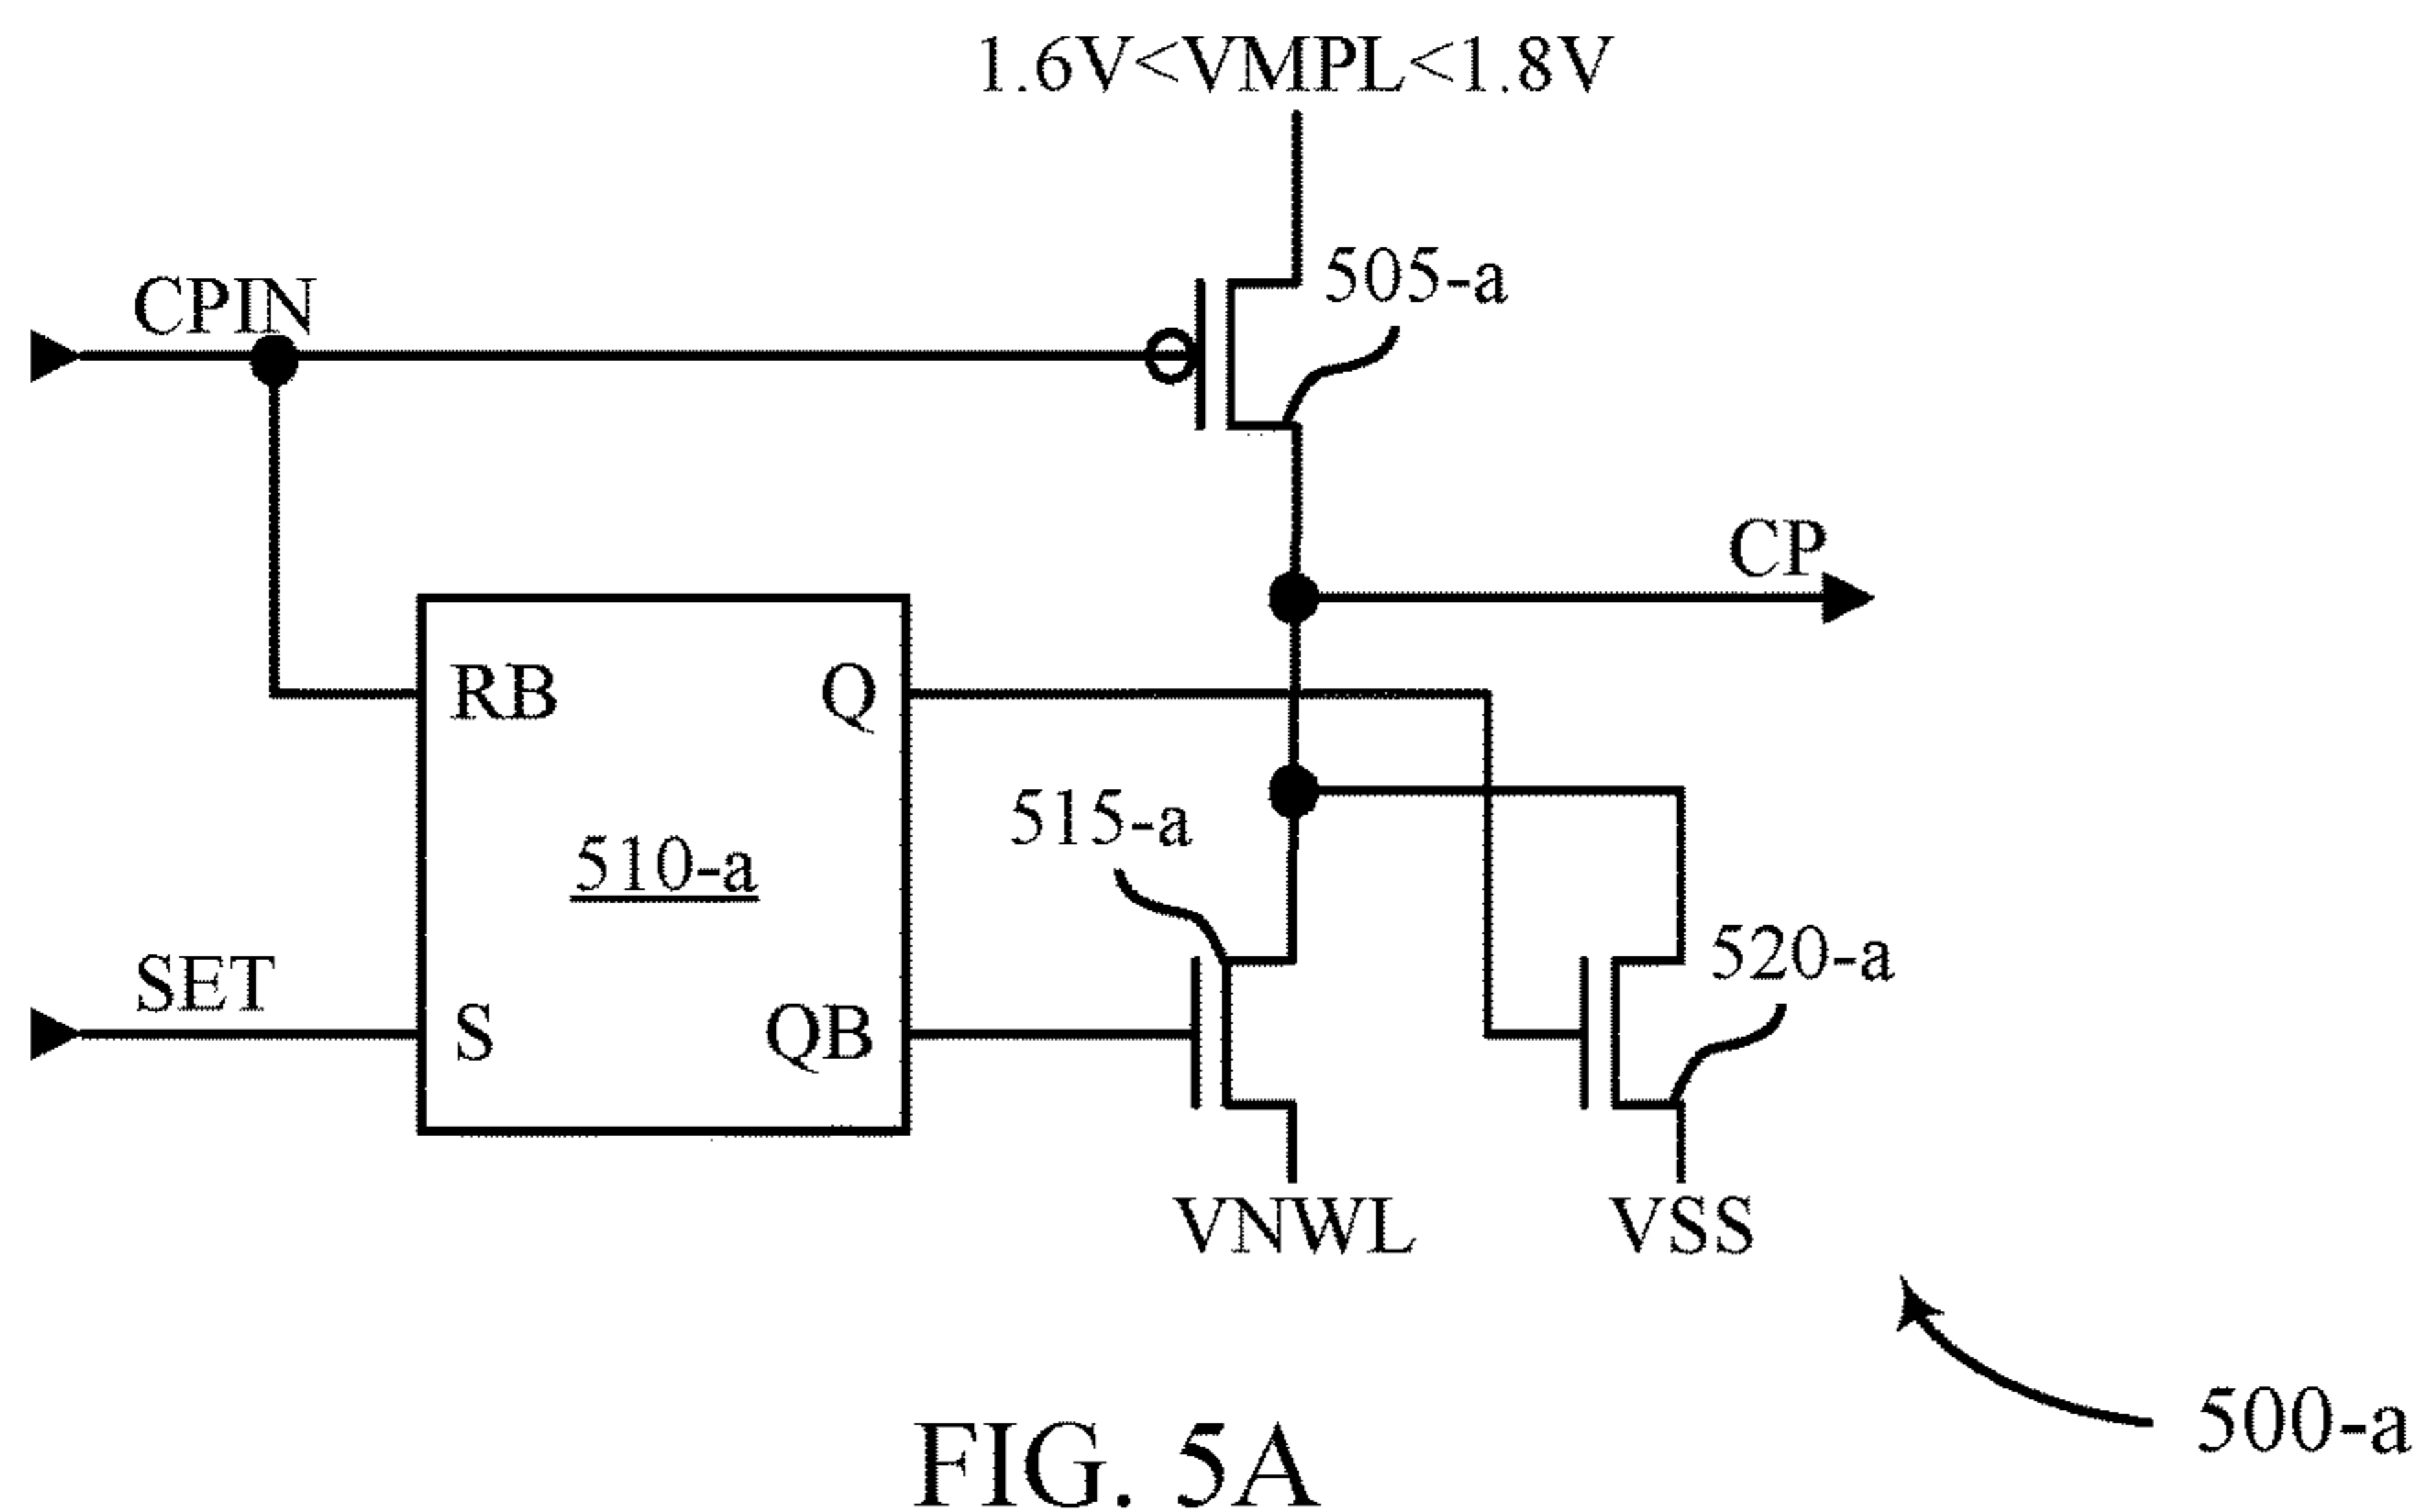 1.6V<VMPL<1.8V
505-a
CPIN
CP
RB
Q
515-a
510-a
520-a
SET
S
QB
VNWL
VSS
500-a
FIG. 5A